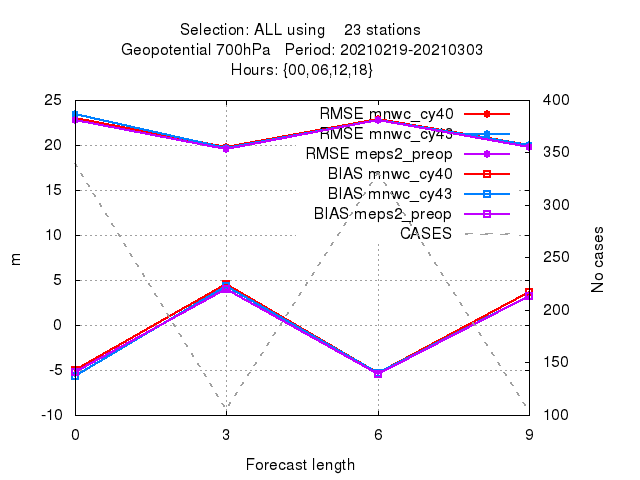 Selection: ALL using 23 stations
Geopotential 700hPa Period: 20210219-20210303
Hours: {00,06,12,18}
25
20
15
10
5
0
-5
-10
m
400
350
300
250
200
150
100
No cases
RMSE mnwc_cy40
RMSE mnwc_cy43
RMSE meps2_preop
BIAS mnwc_cy40
BIAS mnwc_cy43
BIAS meps2_preop
CASES
0 3 6 9
Forecast length